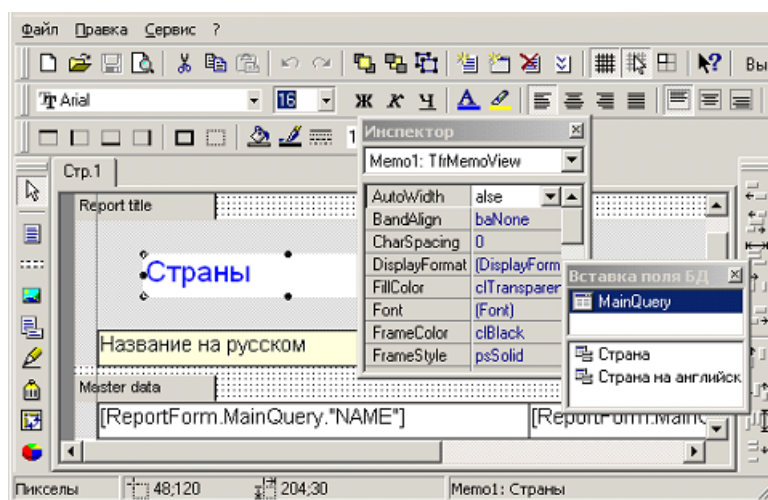 Файл Правка Сервис ?
Вы
Arial 16 Ж К Ч А
1
Инспектор
Memo1: TfrMemoView
Стр.1
AutoWidth alse
Report title
BandAlign baNone
CharSpacing 0
DisplayFormat (DisplayForm
Вставка поля БД
Страны
FillColor clTransparen
MainQuery
Font (Font)
FrameColor clBlack
Название на русском
FrameStyle psSolid
Страна
Страна на английск
Master data
[ReportForm.MainQuery."NAME"] [ReportForm.MainQ
Пикселы 48;120 204;30 Memo1: Страны